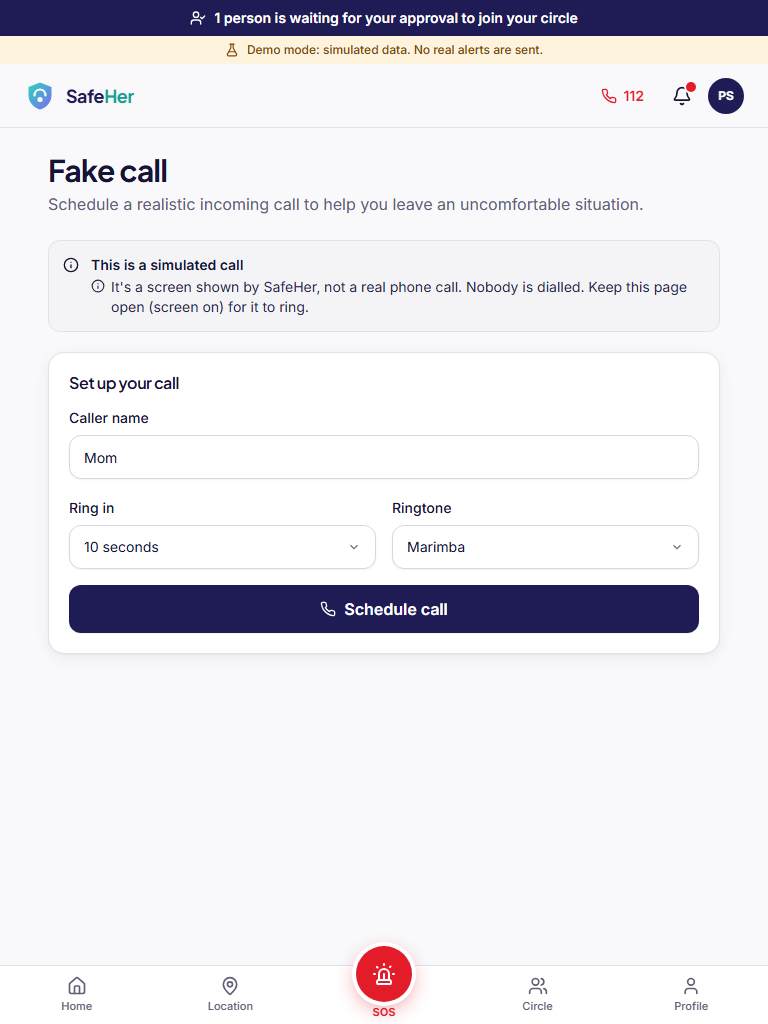 1 person is waiting for your approval to join your circle
Demo mode: simulated data. No real alerts are sent.
SafeHer
112
PS
Fake call
Schedule a realistic incoming call to help you leave an uncomfortable situation.
This is a simulated call
It's a screen shown by SafeHer, not a real phone call. Nobody is dialled. Keep this page
open (screen on) for it to ring.
Set up your call
Caller name
Mom
Ring in
Ringtone
10 seconds
Marimba
Schedule call
Home
Location
SOS
Circle
Profile